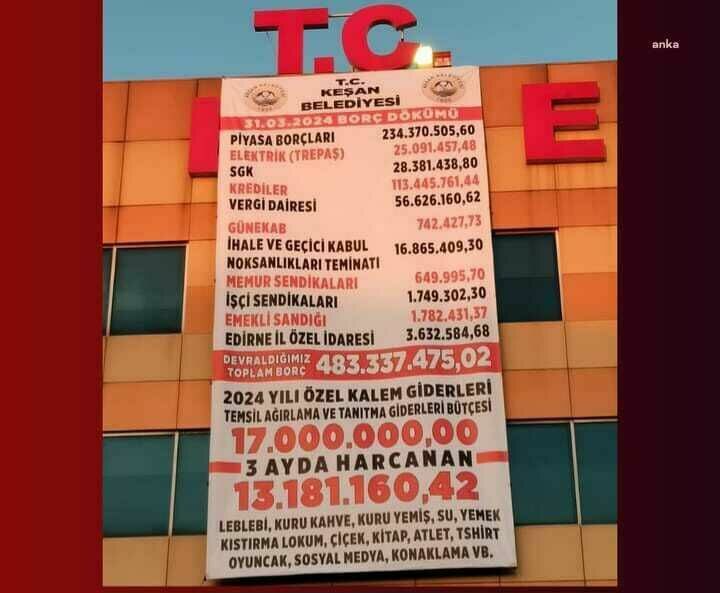 anka
T.C
E
T.C.
KEŞAN
BELEDİYESİ
31.03.2024 BORÇ DÖKÜMÜ
PİYASA BORÇLARI 234.370.505,60
ELEKTRİK (TREPAŞ) 25.091.457,48
SGK 28.381.438,80
KREDİLER 113.445.761,44
VERGİ DAİRESİ 56.626.160,62
GÜNEKAB 742.427,73
İHALE VE GEÇİCİ KABUL 16.865.409,30
NOKSANLIKLARI TEMİNATI
MEMUR SENDİKALARI 649.995,70
İŞÇİ SENDİKALARI 1.749.302,30
EMEKLİ SANDIĞI 1.782.431,37
EDİRNE İL ÖZEL İDARESİ 3.632.584,68
DEVRALDIĞIMIZ
TOPLAM BORÇ 483.337.475,02
2024 YILI ÖZEL KALEM GİDERLERİ
TEMSİL AĞIRLAMA VE TANITMA GİDERLERİ BÜTÇESİ
17.000.000,00
3 AYDA HARCANAN
13.181.160,42
LEBLEBİ, KURU KAHVE, KURU YEMİŞ, SU, YEMEK
KISTIRMA LOKUM, ÇİÇEK, KİTAP, ATLET, TSHİRT
OYUNCAK, SOSYAL MEDYA, KONAKLAMA VB.